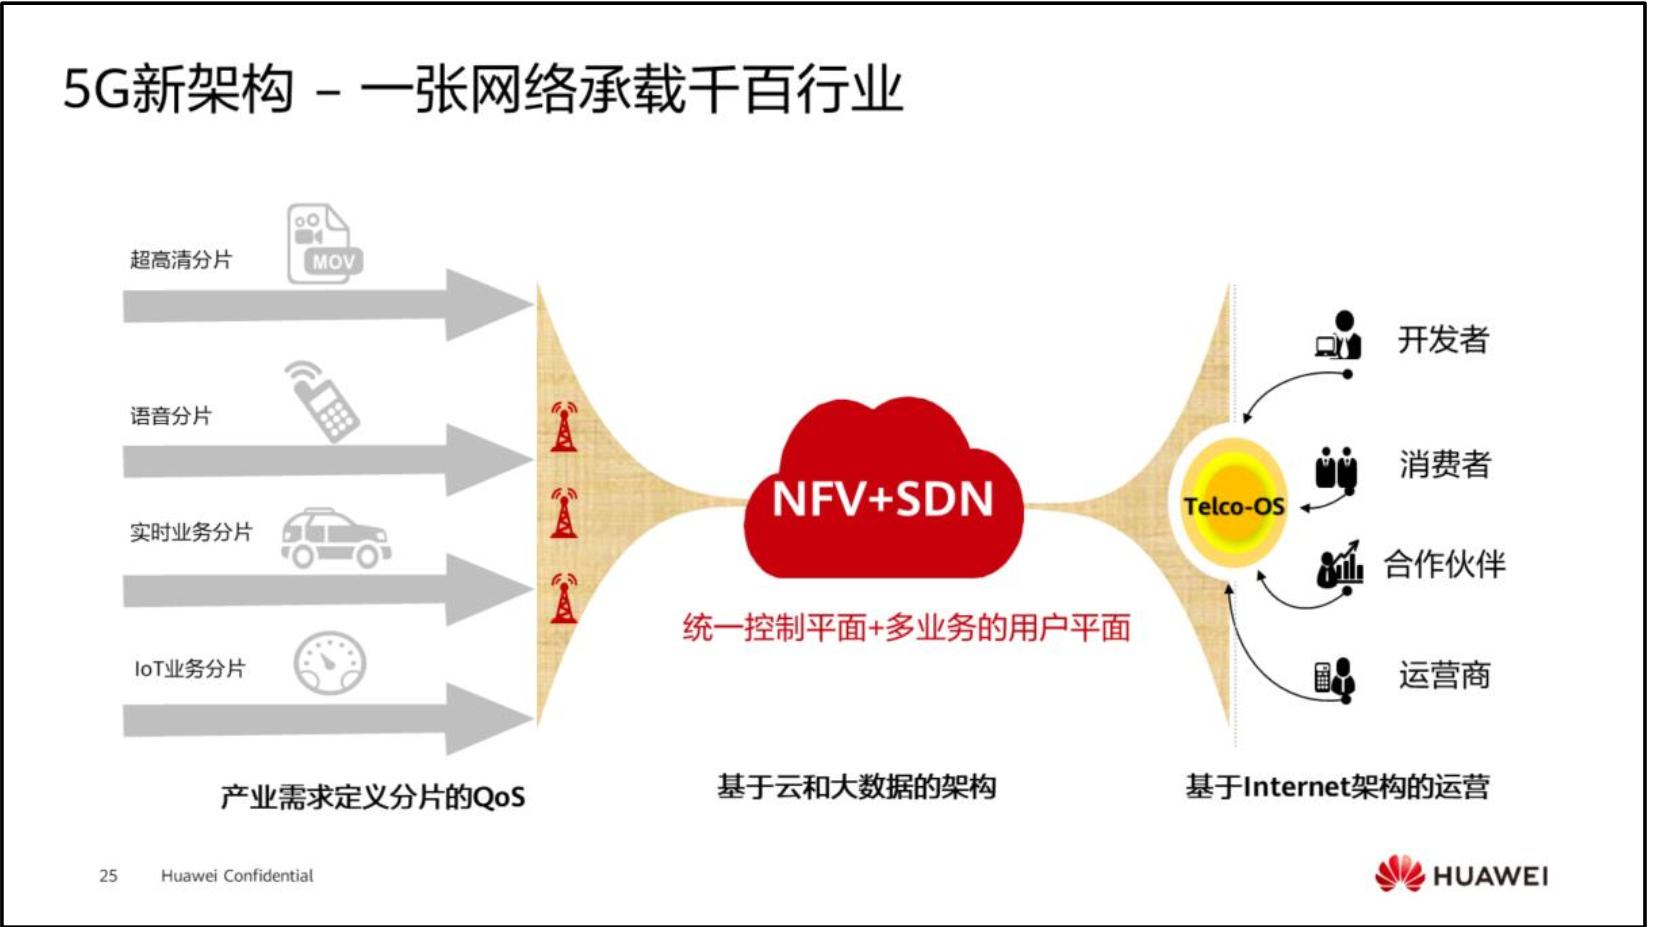 5G新架构 – 一张网络承载千百行业
超高清分片
MOV
语音分片
实时业务分片
IoT业务分片
产业需求定义分片的QoS
NFV+SDN
统一控制平面+多业务的用户平面
基于云和大数据的架构
Telco-OS
开发者
消费者
合作伙伴
运营商
基于Internet架构的运营
25 Huawei Confidential
HUAWEI